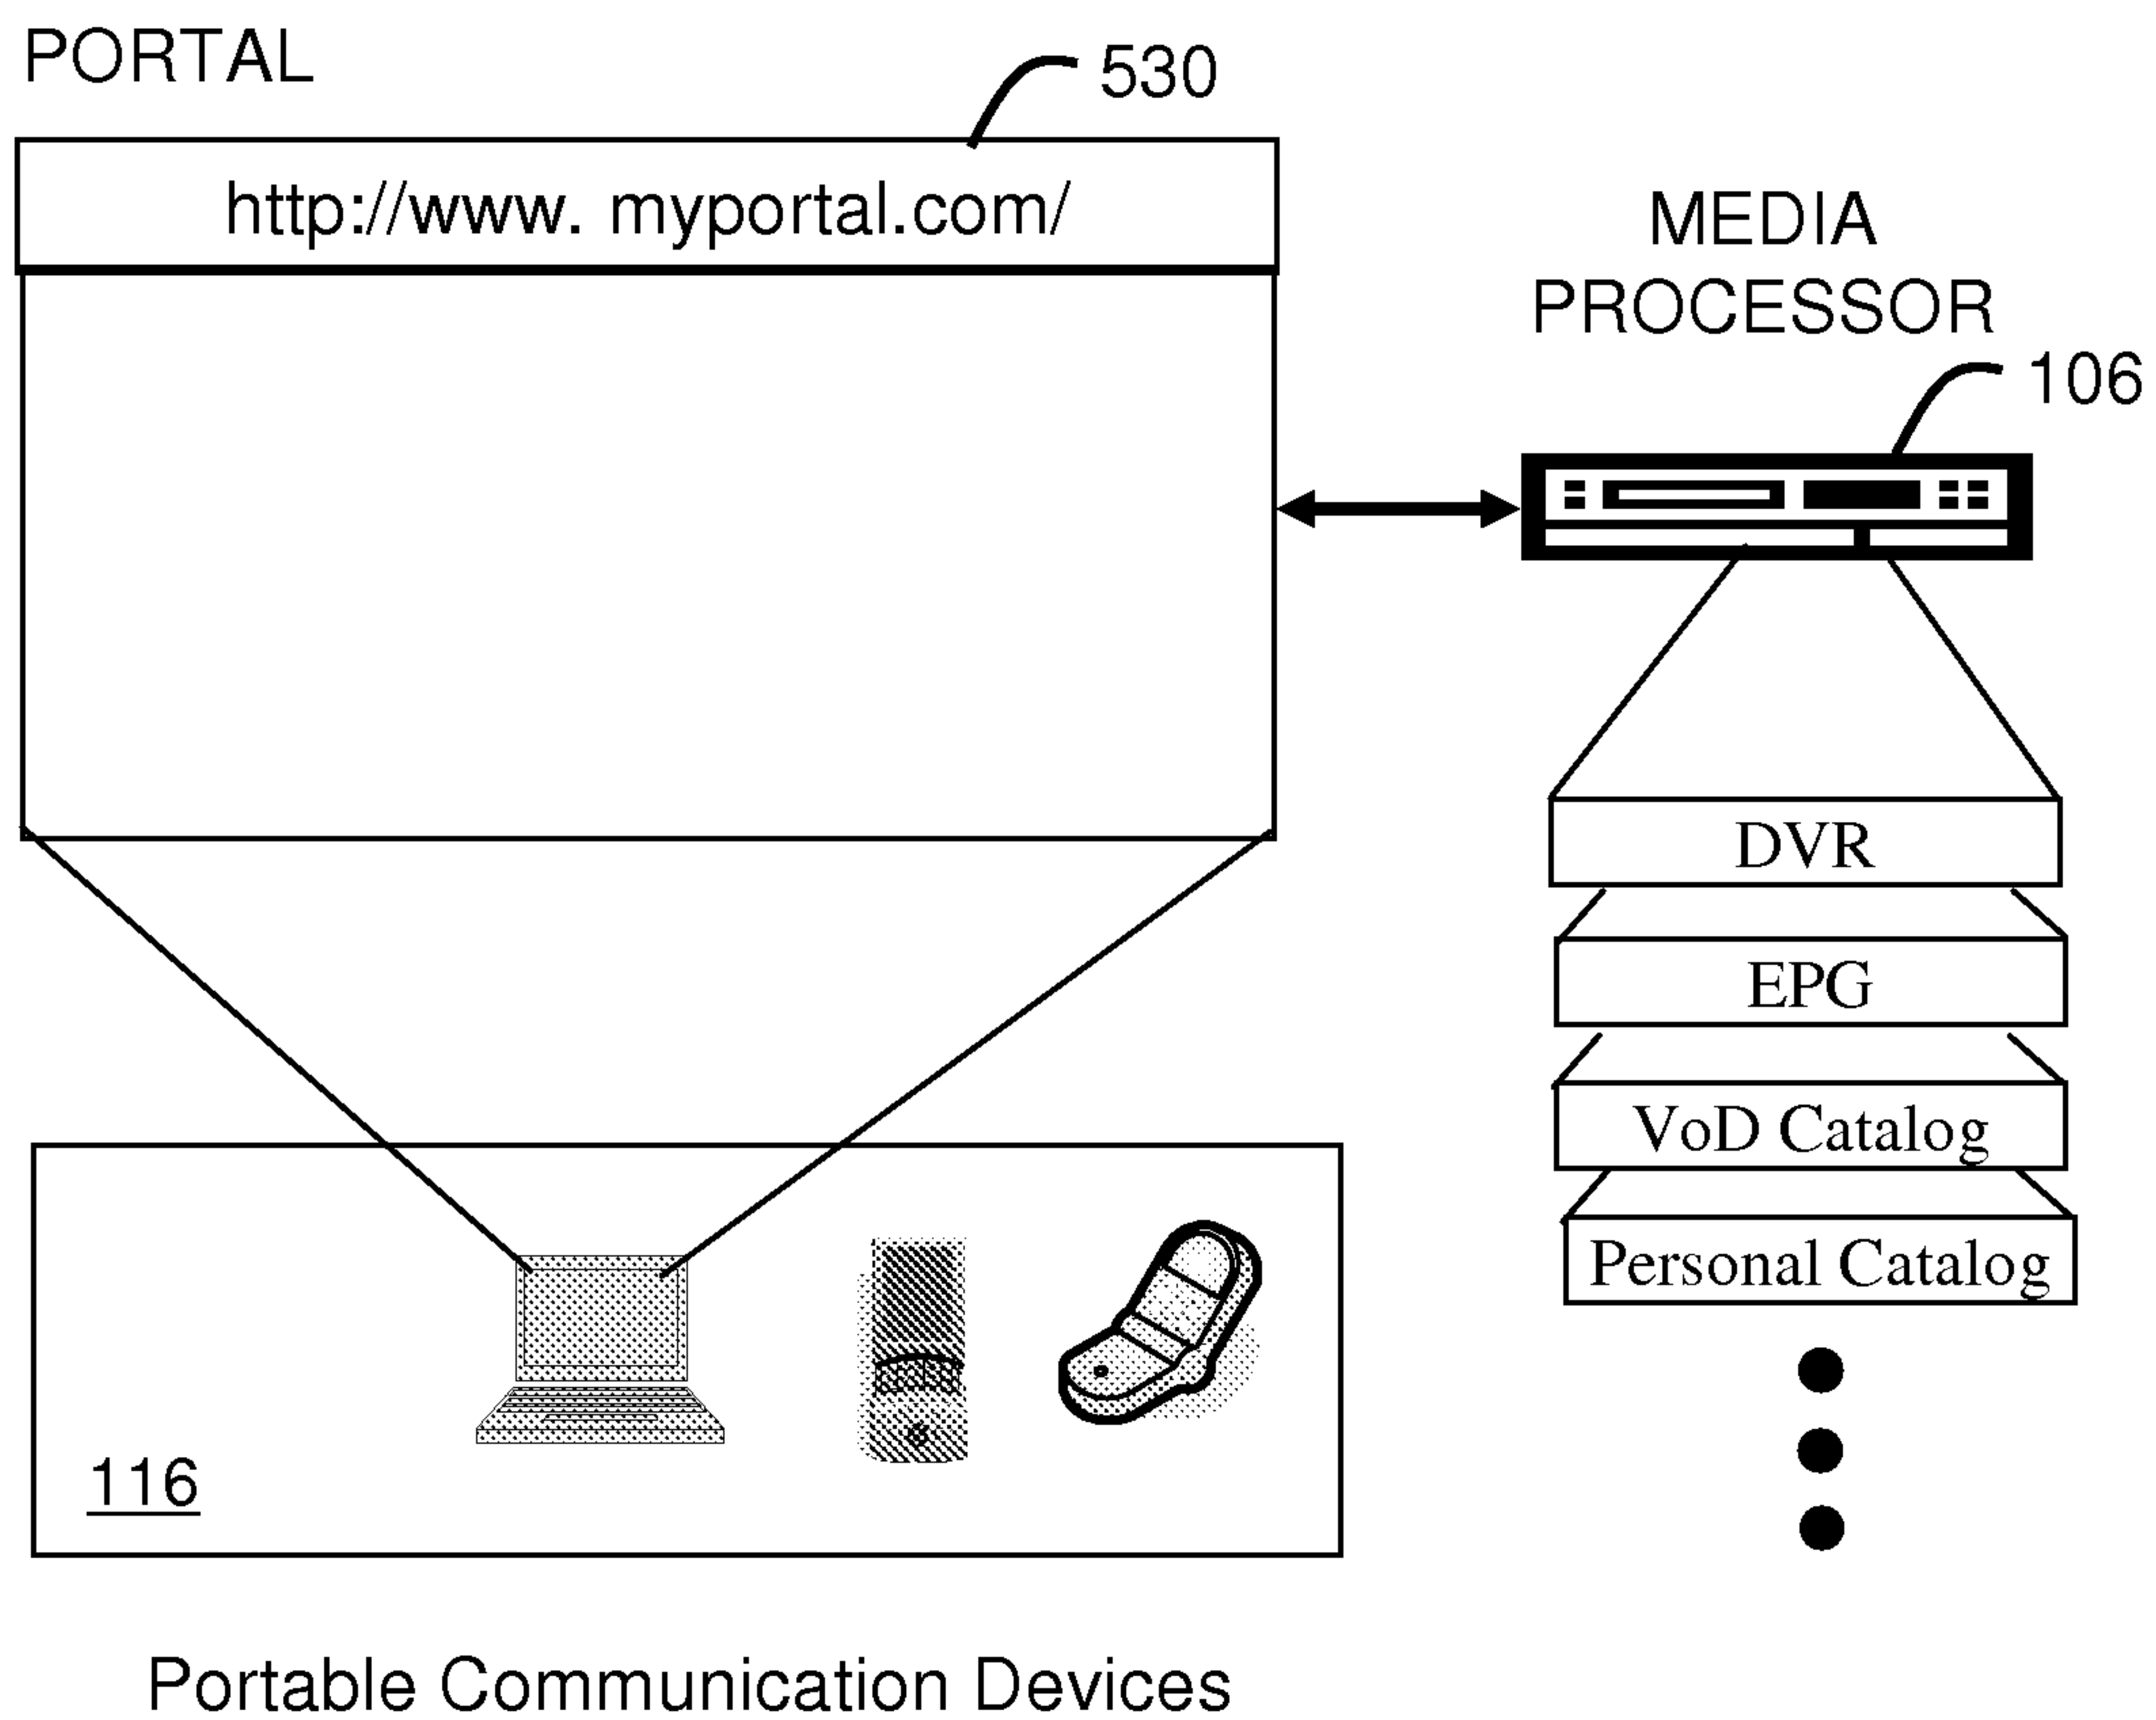 PORTAL
530
http://www. myportal.com/
MEDIA
PROCESSOR
106
DVR
EPG
VoD Catalog
Personal Catalog
116
Portable Communication Devices